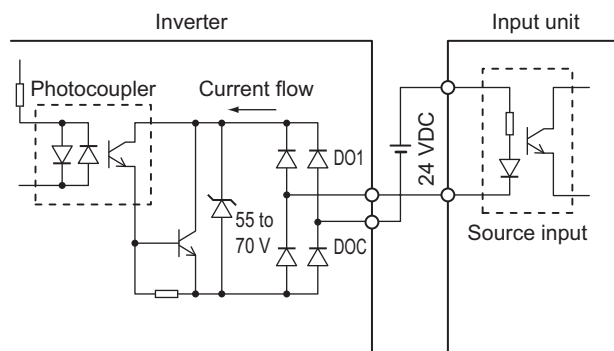 Inverter
Input unit
Photocoupler
Current flow
DO1
24 VDC
55 to
70 V
DOC
Source input